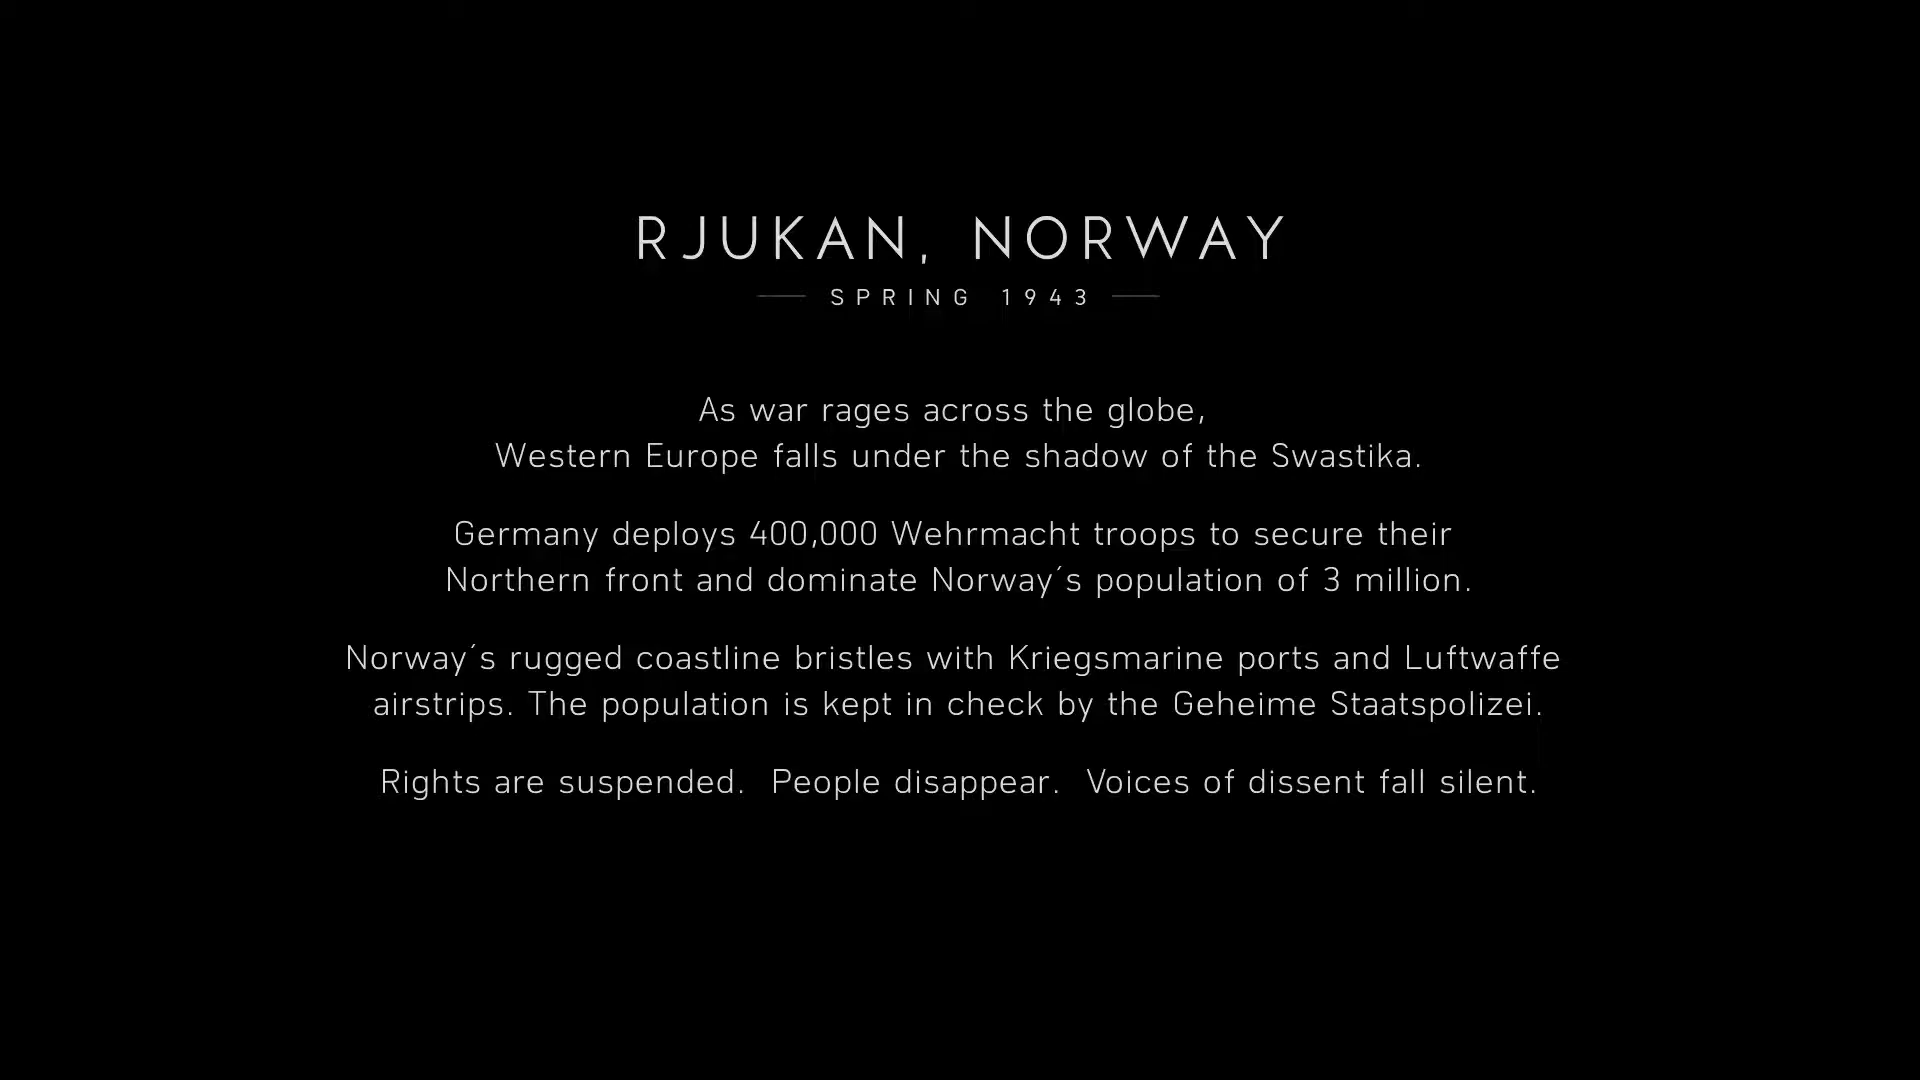 RJUKAN, NORWAY
SPRING 1943
As war rages across the globe,
Western Europe falls under the shadow of the Swastika.
Germany deploys 400,000 Wehrmacht troops to secure their
Northern front and dominate Norway´s population of 3 million.
Norway´s rugged coastline bristles with Kriegsmarine ports and Luftwaffe
airstrips. The population is kept in check by the Geheime Staatspolizei.
Rights are suspended.  People disappear.  Voices of dissent fall silent.